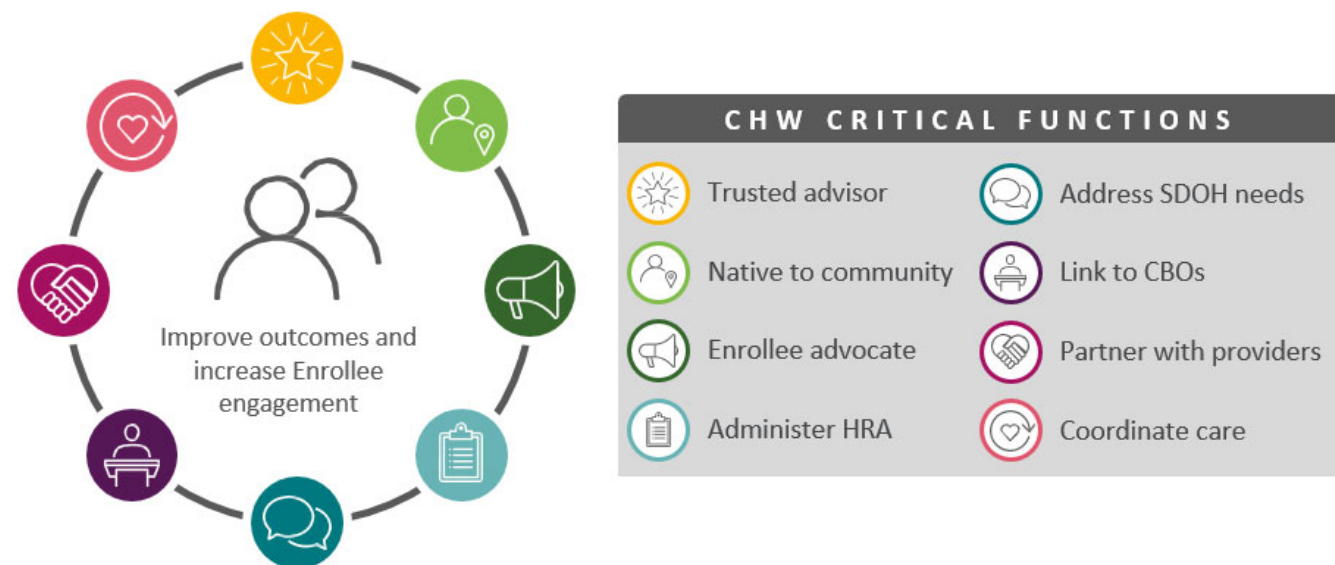 Improve outcomes and
increase Enrollee
engagement
CHW CRITICAL FUNCTIONS
Trusted advisor
Native to community
Enrollee advocate
Administer HRA
Address SDOH needs
Link to CBOs
Partner with providers
Coordinate care